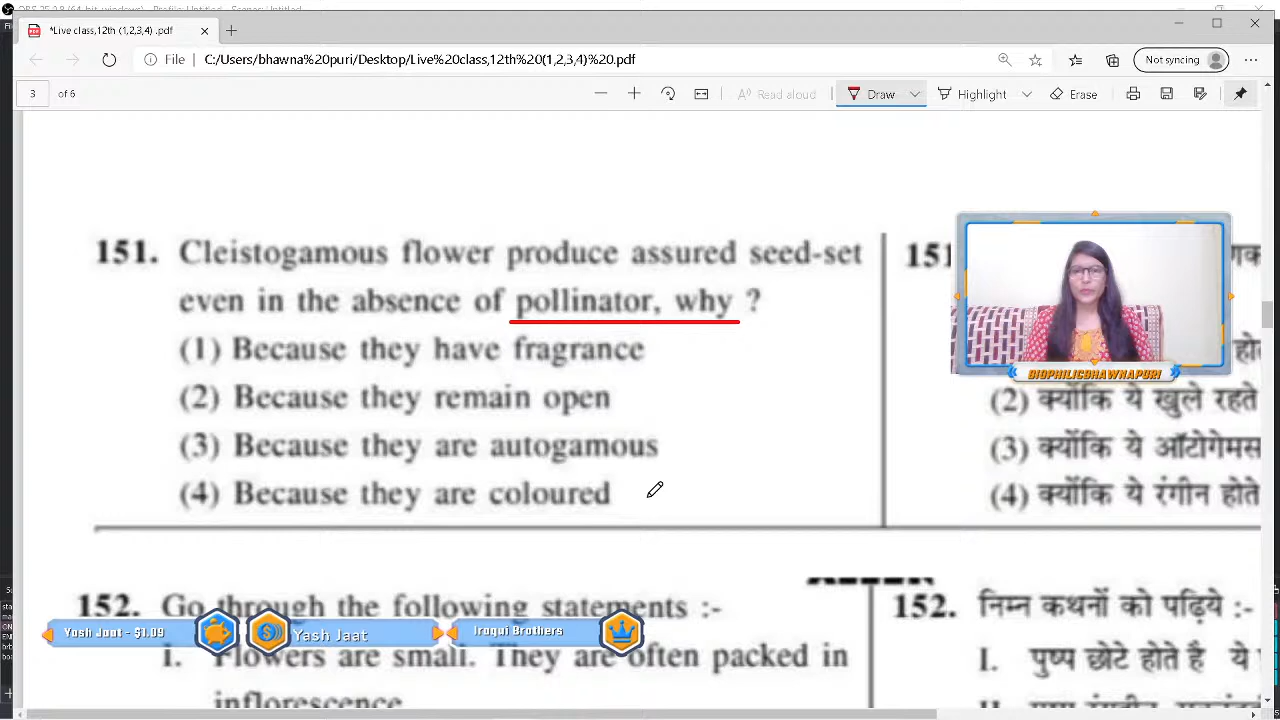 *Live class,12th (1,2,3,4) .pdf
File C:/Users/bhawna%20puri/Desktop/Live%20class,12th%20(1,2,3,4)%20.pdf Not syncing
3 of 6 Read aloud Draw Highlight Erase
151. Cleistogamous flower produce assured seed-set
even in the absence of pollinator, why ?
(1) Because they have fragrance
(2) Because they remain open
(3) Because they are autogamous
(4) Because they are coloured
151
BIOPHILICBHAWNAPURI
(2) क्योंकि ये खुले रहते
(3) क्योंकि ये ऑटोगेमस
(4) क्योंकि ये रंगीन होते
152. Go through the following statements :-
I. Flowers are small. They are often packed in
inflorescence
152. निम्न कथनों को पढ़िये :-
I. पुष्प छोटे होते है ये
Yash Jaat - $1.09
Yash Jaat
Iraqui Brothers